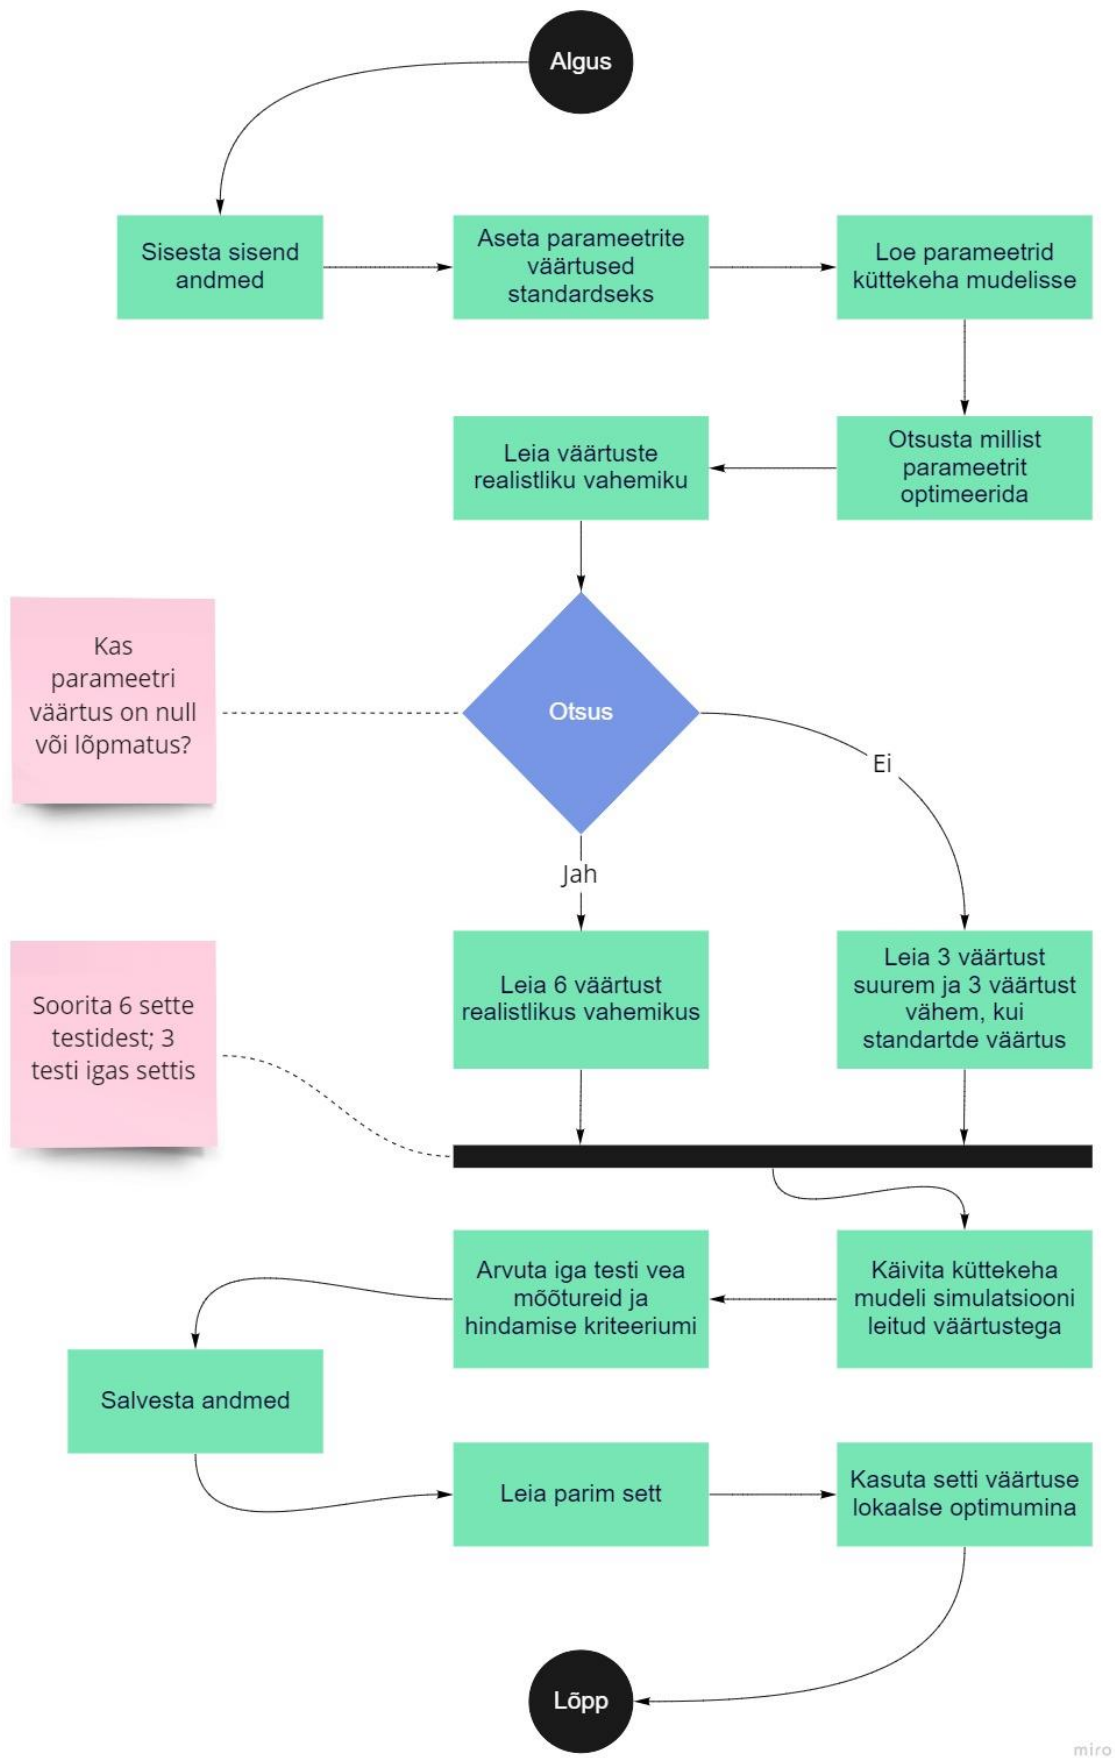 Algus
Sisesta sisend
andmed
Aseta parameetrite
väärtused
standardseks
Loe parameetrid
küttekeha mudelisse
Leia väärtuste
realistliku vahemiku
Otsusta millist
parameetrit
optimeerida
Kas
parameetri
väärtus on null
või lõpmatus?
Otsus
Ei
Jah
Soorita 6 sette
testidest; 3
testi igas settis
Leia 6 väärtust
realistlikus vahemikus
Leia 3 väärtust
suurem ja 3 väärtust
vähem, kui
standartde väärtus
Arvuta iga testi vea
mõõtureid ja
hindamise kriteeriumi
Käivita küttekeha
mudeli simulatsiooni
leitud väärtustega
Salvesta andmed
Leia parim sett
Kasuta setti väärtuse
lokaalse optimumina
Lõpp
miro